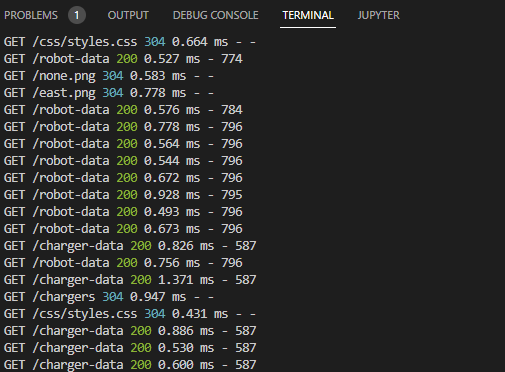 PROBLEMS 1 OUTPUT DEBUG CONSOLE TERMINAL JUPYTER
GET /css/styles.css 304 0.664 ms - -
GET /robot-data 200 0.527 ms - 774
GET /none.png 304 0.583 ms - -
GET /east.png 304 0.778 ms - -
GET /robot-data 200 0.576 ms - 784
GET /robot-data 200 0.778 ms - 796
GET /robot-data 200 0.564 ms - 796
GET /robot-data 200 0.544 ms - 796
GET /robot-data 200 0.672 ms - 796
GET /robot-data 200 0.928 ms - 795
GET /robot-data 200 0.493 ms - 796
GET /robot-data 200 0.673 ms - 796
GET /charger-data 200 0.826 ms - 587
GET /robot-data 200 0.756 ms - 796
GET /charger-data 200 1.371 ms - 587
GET /chargers 304 0.947 ms - -
GET /css/styles.css 304 0.431 ms - -
GET /charger-data 200 0.886 ms - 587
GET /charger-data 200 0.530 ms - 587
GET /charger-data 200 0.600 ms - 587